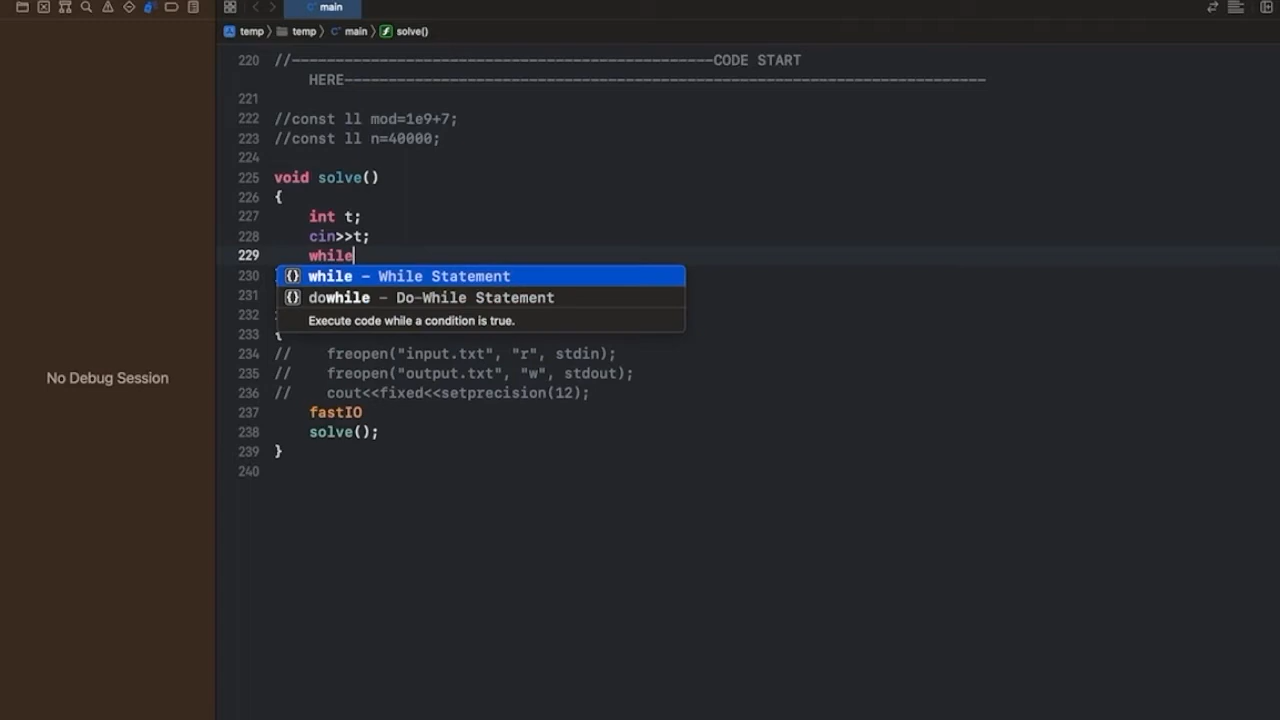 main
temp 〉 temp 〉 main 〉 solve()
220 //------------------------------------------------CODE START
HERE-------------------------------------------------------------------------
221
222 //const ll mod=1e9+7;
223 //const ll n=40000;
224
225 void solve()
226 {
227 int t;
228 cin>>t;
229 while
230 while - While Statement
231 dowhile - Do-While Statement
232 Execute code while a condition is true.
233 {
234 // freopen("input.txt", "r", stdin);
235 // freopen("output.txt", "w", stdout);
No Debug Session
236 // cout<<fixed<<setprecision(12);
237 fastIO
238 solve();
239 }
240